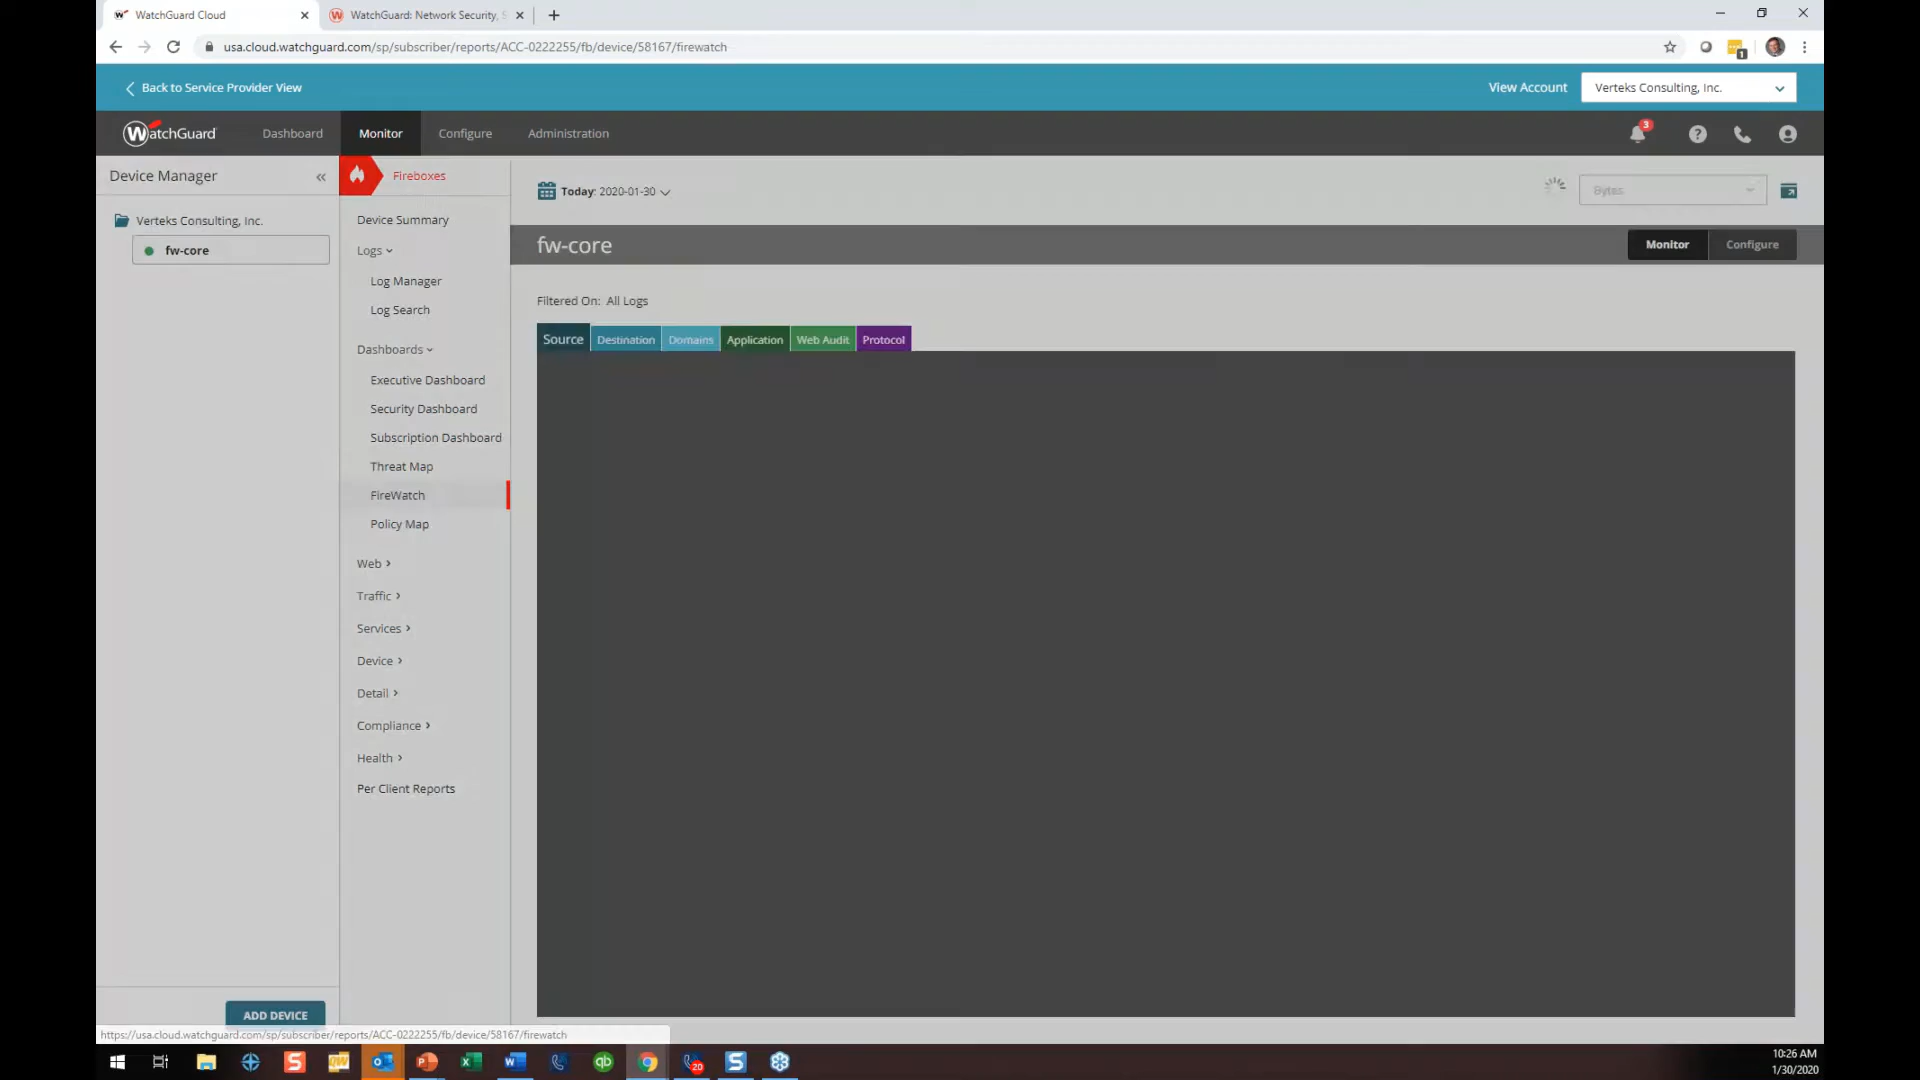 WatchGuard Cloud
WatchGuard: Network Security, S
usa.cloud.watchguard.com/sp/subscriber/reports/ACC-0222255/fb/device/58167/firewatch
1
Back to Service Provider View
View Account
Verteks Consulting, Inc.
WatchGuard
Dashboard
Monitor
Configure
Administration
3
Device Manager
Fireboxes
Verteks Consulting, Inc.
fw-core
Device Summary
Logs
Log Manager
Log Search
Dashboards
Executive Dashboard
Security Dashboard
Subscription Dashboard
Threat Map
FireWatch
Policy Map
Web
Traffic
Services
Device
Detail
Compliance
Health
Per Client Reports
Today: 2020-01-30
Bytes
fw-core
Monitor
Configure
Filtered On: All Logs
Source
Destination
Domains
Application
Web Audit
Protocol
ADD DEVICE
https://usa.cloud.watchguard.com/sp/subscriber/reports/ACC-0222255/fb/device/58167/firewatch
20
10:26 AM
1/30/2020